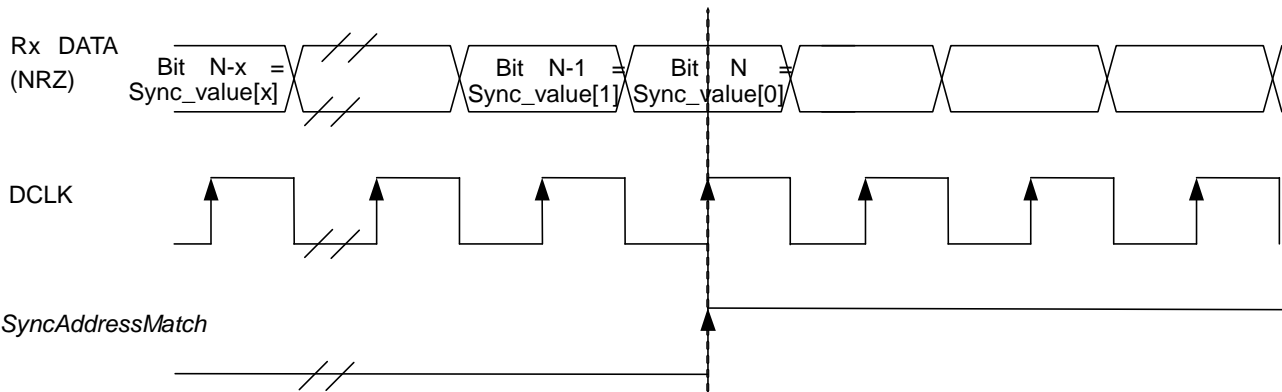 Rx DATA
(NRZ)
Bit N-x =
Sync_value[x]
Bit N-1 =
Sync_value[1]
Bit N =
Sync_value[0]
DCLK
SyncAddressMatch